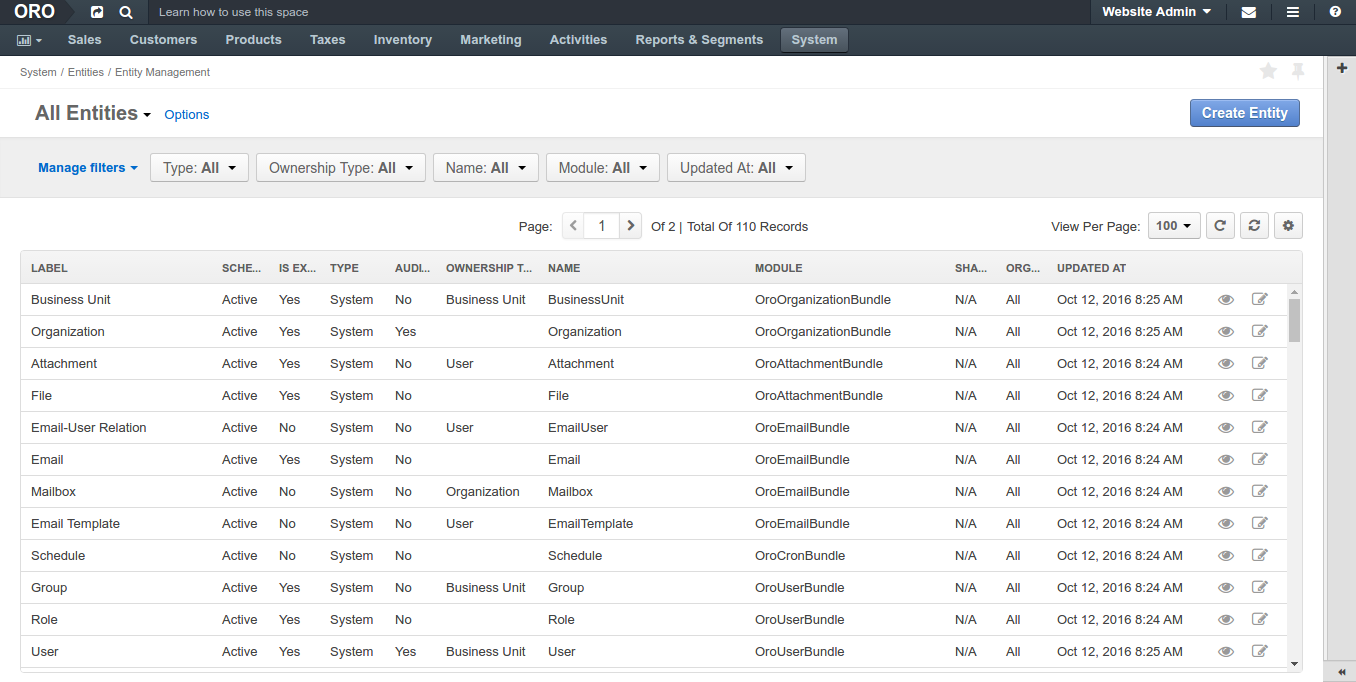 ORO Learn how to use this space Website Admin
Sales Customers Products Taxes Inventory Marketing Activities Reports & Segments System
System / Entities / Entity Management
All Entities Options Create Entity
Manage filters Type: All Ownership Type: All Name: All Module: All Updated At: All
Page: 1 Of 2 | Total Of 110 Records View Per Page: 100
LABEL SCHE... IS EX... TYPE AUDI... OWNERSHIP T... NAME MODULE SHA... ORG... UPDATED AT
Business Unit Active Yes System No Business Unit BusinessUnit OroOrganizationBundle N/A All Oct 12, 2016 8:25 AM
Organization Active Yes System Yes Organization OroOrganizationBundle N/A All Oct 12, 2016 8:25 AM
Attachment Active Yes System No User Attachment OroAttachmentBundle N/A All Oct 12, 2016 8:24 AM
File Active Yes System No File OroAttachmentBundle N/A All Oct 12, 2016 8:24 AM
Email-User Relation Active No System No User EmailUser OroEmailBundle N/A All Oct 12, 2016 8:24 AM
Email Active Yes System No Email OroEmailBundle N/A All Oct 12, 2016 8:24 AM
Mailbox Active No System No Organization Mailbox OroEmailBundle N/A All Oct 12, 2016 8:24 AM
Email Template Active No System No User EmailTemplate OroEmailBundle N/A All Oct 12, 2016 8:24 AM
Schedule Active No System No Schedule OroCronBundle N/A All Oct 12, 2016 8:24 AM
Group Active Yes System No Business Unit Group OroUserBundle N/A All Oct 12, 2016 8:24 AM
Role Active Yes System No Role OroUserBundle N/A All Oct 12, 2016 8:24 AM
User Active Yes System Yes Business Unit User OroUserBundle N/A All Oct 12, 2016 8:25 AM